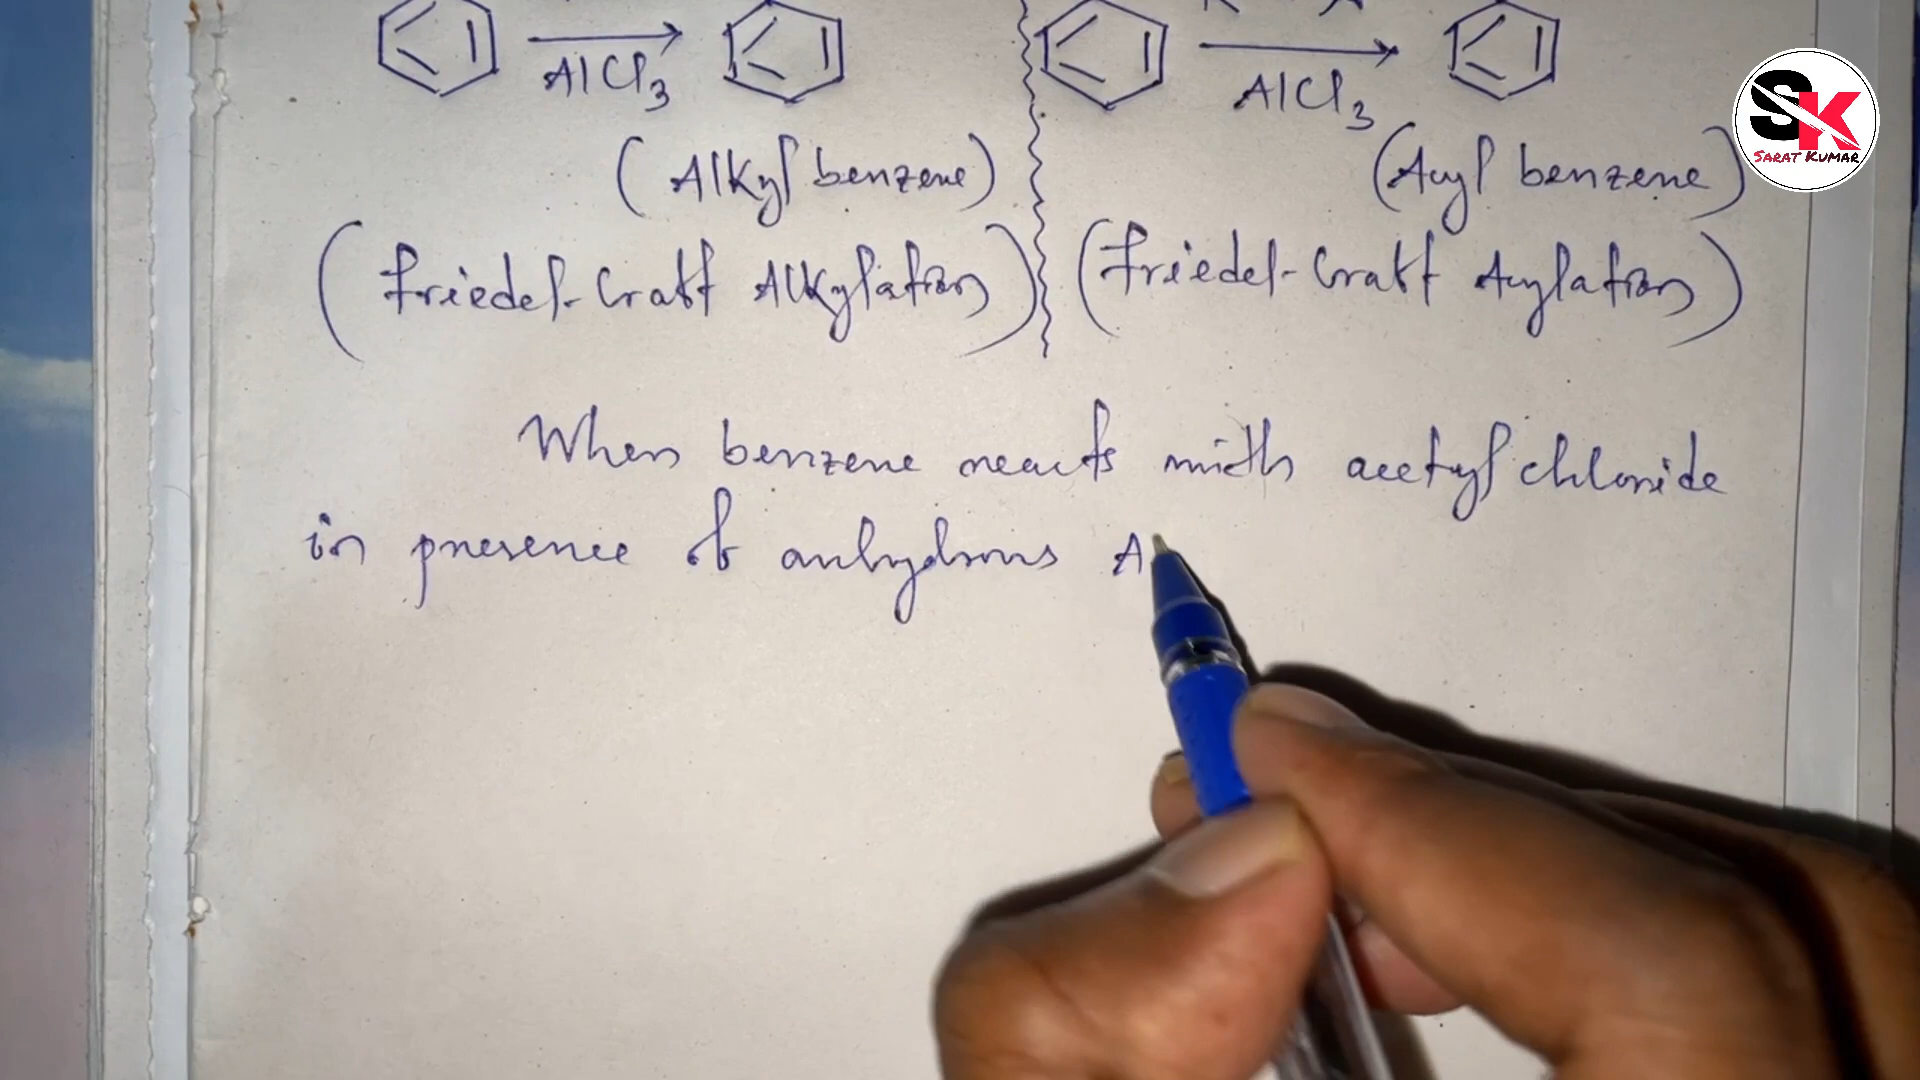 AlCl3 AlCl3
(Alkyl benzene) (Acyl benzene)
(Friedel-Craft Alkylation) (Friedel-Craft Acylation)
When benzene reacts with acetyl chloride
in presence of anhydrous A
SK
SARAT KUMAR